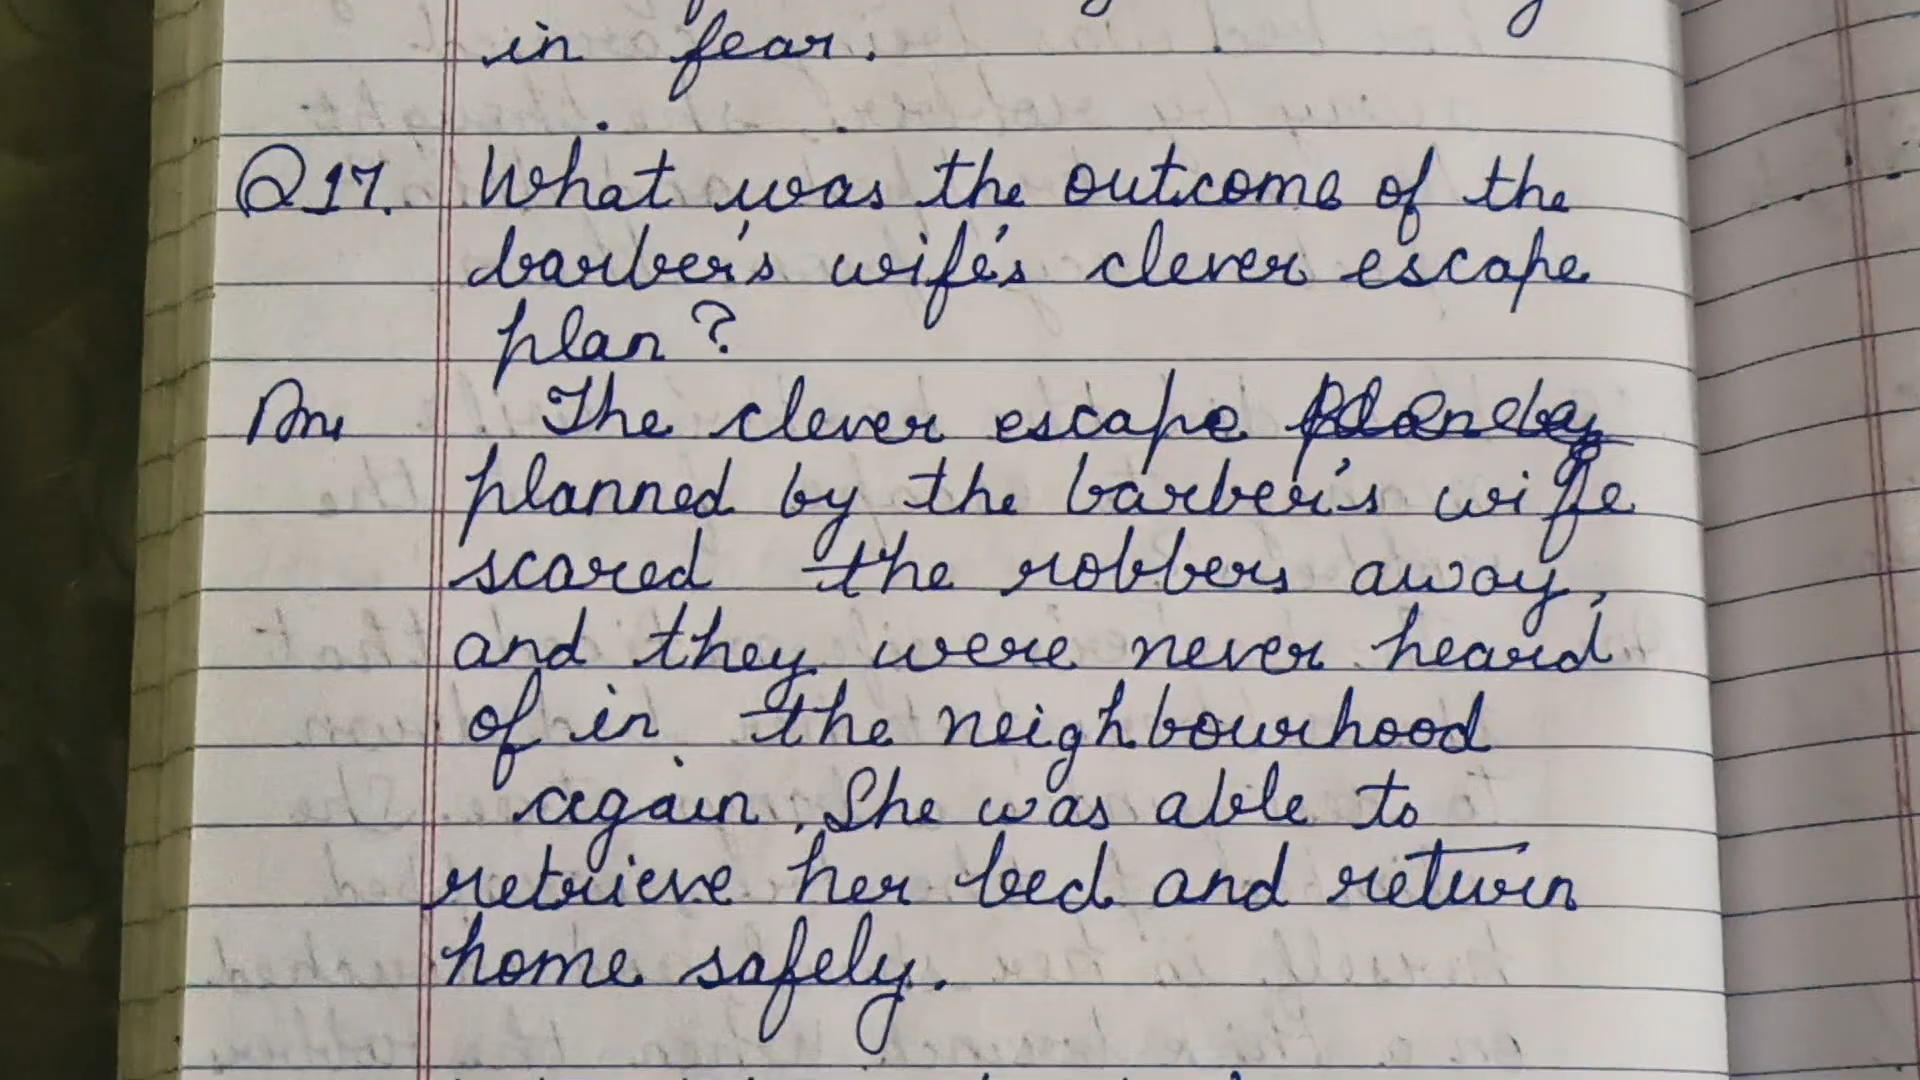 in fear.
Q17. What was the outcome of the
barber's wife's clever escape
plan?
Ans The clever escape
planned by the barber's wife
scared the robbers away,
and they were never heard
of in the neighbourhood
again. She was able to
retrieve her bed and return
home safely.